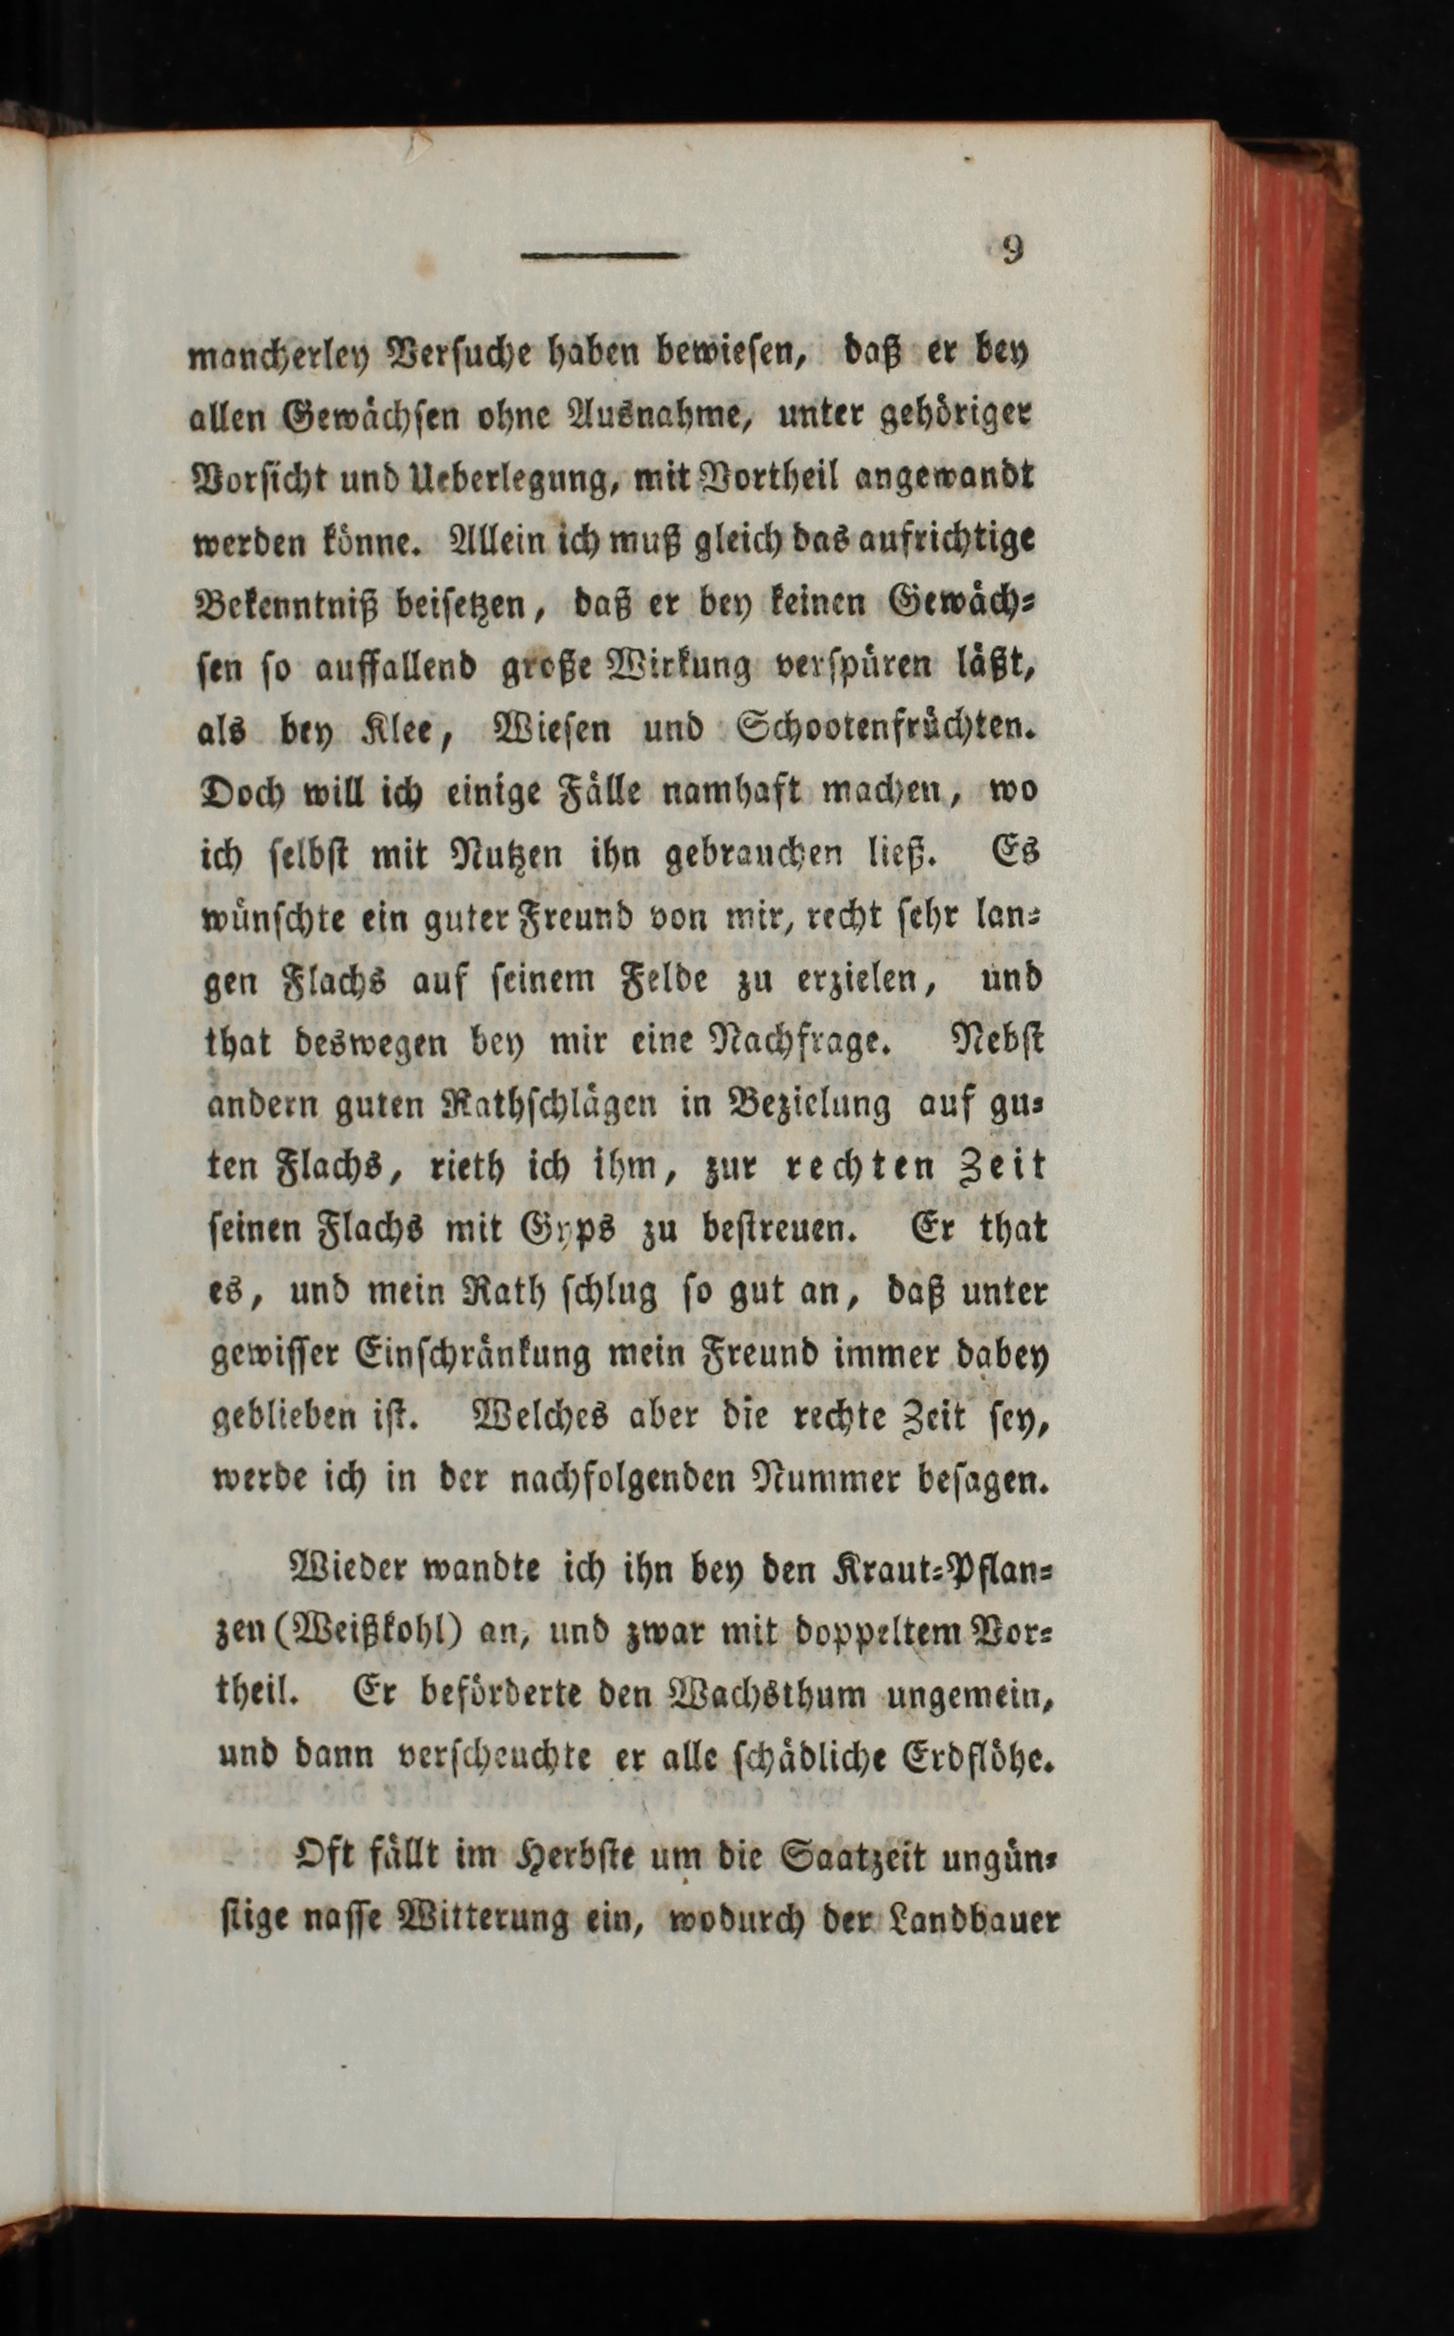 9
mancherley Versuche haben bewiesen, daß er bey
allen Gewächsen ohne Ausnahme, unter gehöriger
Vorsicht und Ueberlegung, mit Vortheil angewandt
werden könne. Allein ich muß gleich das aufrichtige
Bekenntniß beisetzen, daß er bey keinen Gewäch-
sen so auffallend große Wirkung verspüren läßt,
als bey Klee, Wiesen und Schootenfrüchten.
Doch will ich einige Fälle namhaft machen, wo
ich selbst mit Nutzen ihn gebrauchen ließ. Es
wünschte ein guter Freund von mir, recht sehr lan-
gen Flachs auf seinem Felde zu erzielen, und
that deswegen bey mir eine Nachfrage. Nebst
andern guten Rathschlägen in Bezielung auf gu-
ten Flachs, rieth ich ihm, zur rechten Zeit
seinen Flachs mit Gyps zu bestreuen. Er that
es, und mein Rath schlug so gut an, daß unter
gewisser Einschränkung mein Freund immer dabey
geblieben ist. Welches aber die rechte Zeit sey,
werde ich in der nachfolgenden Nummer besagen.
Wieder wandte ich ihn bey den Kraut-Pflan-
zen (Weißkohl) an, und zwar mit doppeltem Vor-
theil. Er beförderte den Wachsthum ungemein,
und dann verscheuchte er alle schädliche Erdflöhe.
Oft fällt im Herbste um die Saatzeit ungün-
stige nasse Witterung ein, wodurch der Landbauer